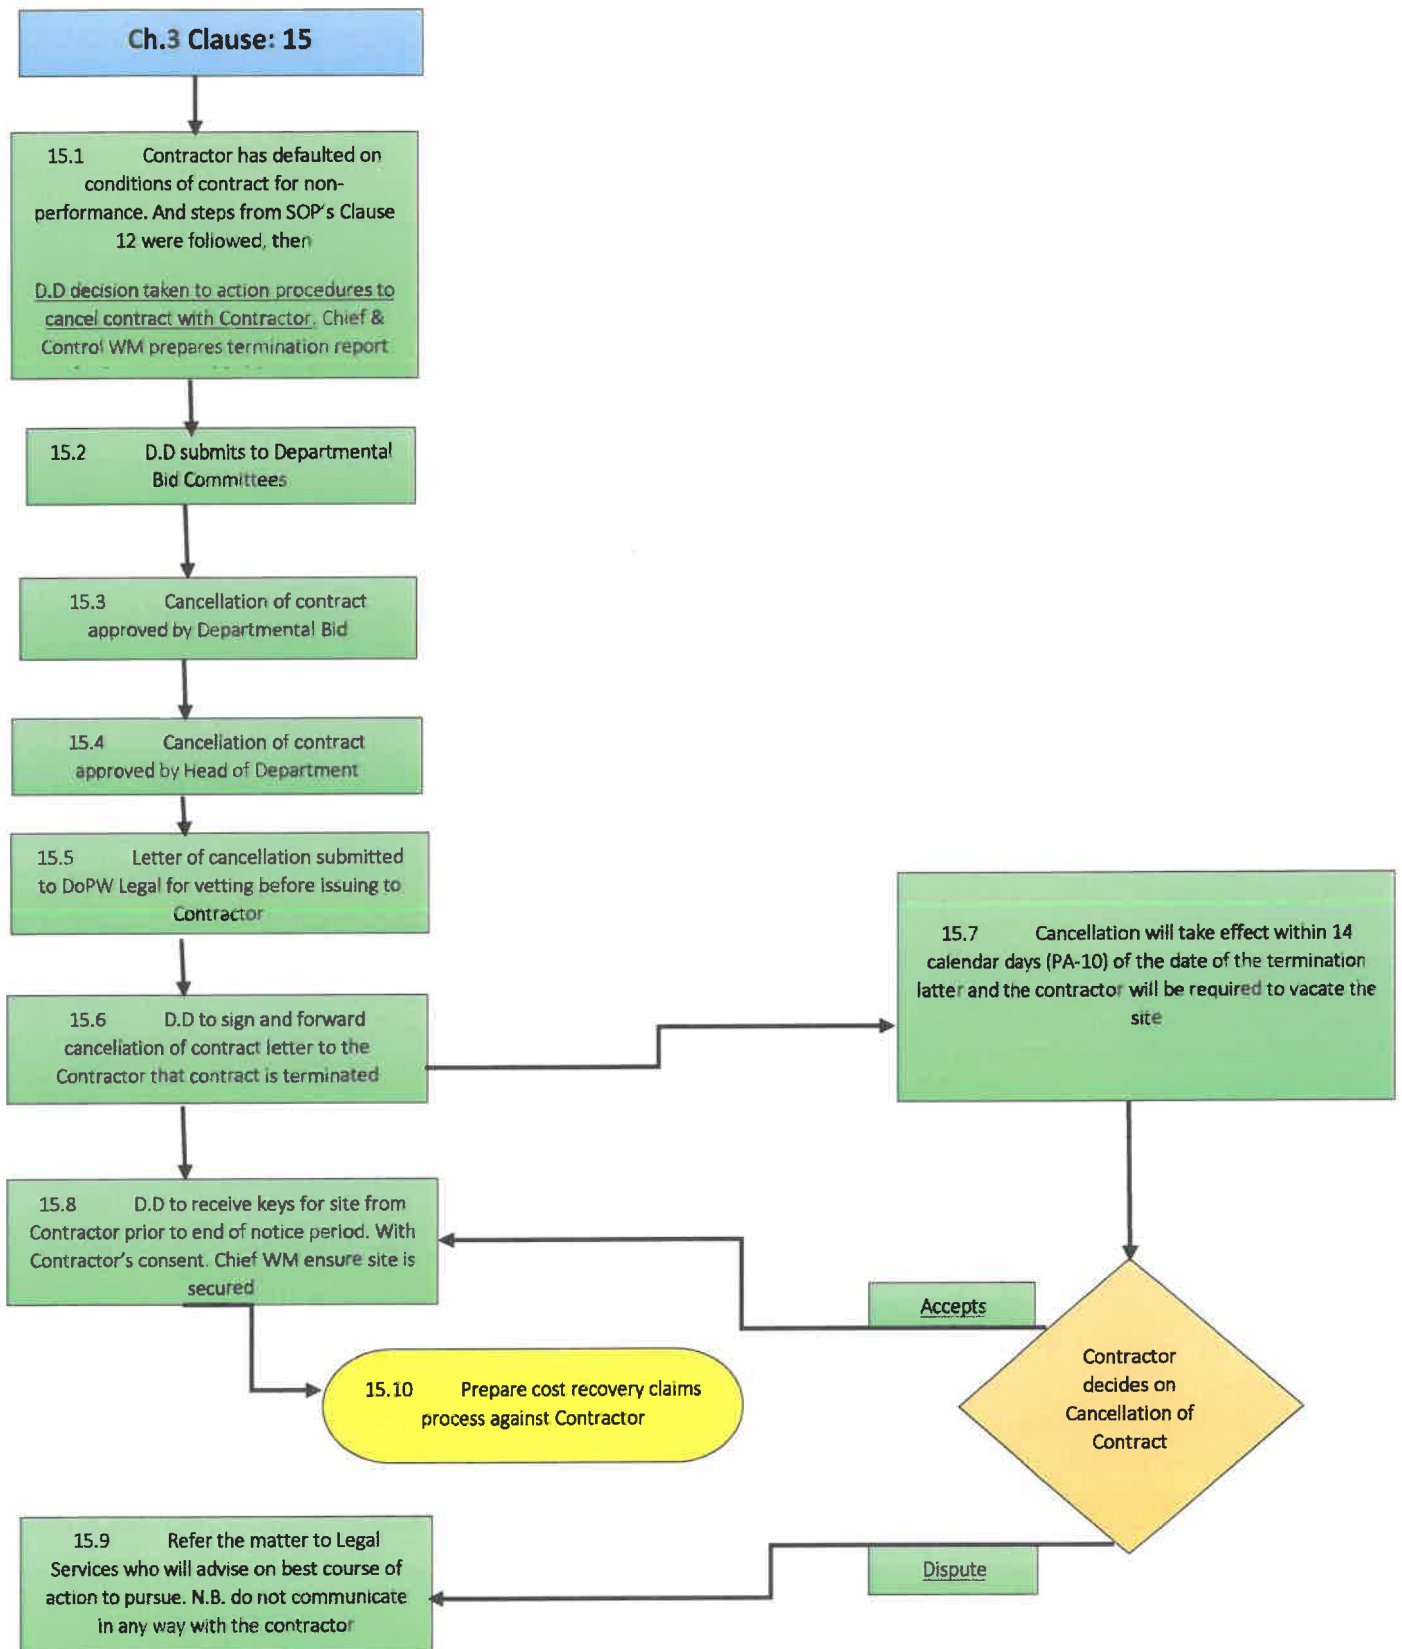 Ch.3 Clause: 15
15.1 Contractor has defaulted on
conditions of contract for non-
performance. And steps from SOP's Clause
12 were followed, then
D.D decision taken to action procedures to
cancel contract with Contractor. Chief &
Control WM prepares termination report
15.2 D.D submits to Departmental
Bid Committees
15.3 Cancellation of contract
approved by Departmental Bid
15.4 Cancellation of contract
approved by Head of Department
15.5 Letter of cancellation submitted
to DoPW Legal for vetting before issuing to
Contractor
15.6 D.D to sign and forward
cancellation of contract letter to the
Contractor that contract is terminated
15.7 Cancellation will take effect within 14
calendar days (PA-10) of the date of the termination
latter and the contractor will be required to vacate the
site
15.8 D.D to receive keys for site from
Contractor prior to end of notice period. With
Contractor's consent. Chief WM ensure site is
secured
Accepts
Contractor
decides on
Cancellation of
Contract
15.10 Prepare cost recovery claims
process against Contractor
15.9 Refer the matter to Legal
Services who will advise on best course of
action to pursue. N.B. do not communicate
in any way with the contractor
Dispute